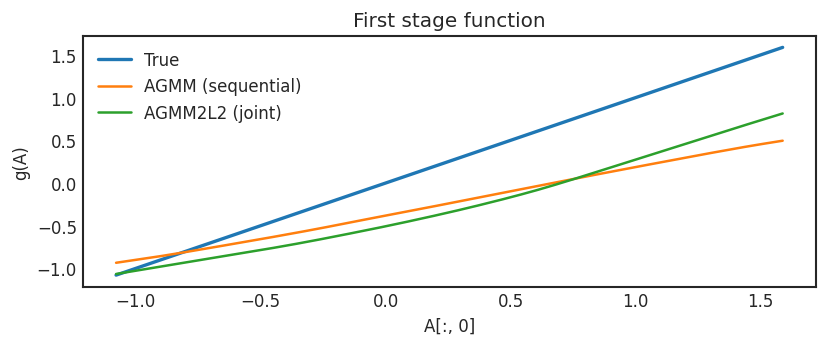 First stage function
True
AGMM (sequential)
AGMM2L2 (joint)
g(A)
1.5
1.0
0.5
0.0
−0.5
−1.0
−1.0 −0.5 0.0 0.5 1.0 1.5
A[:, 0]